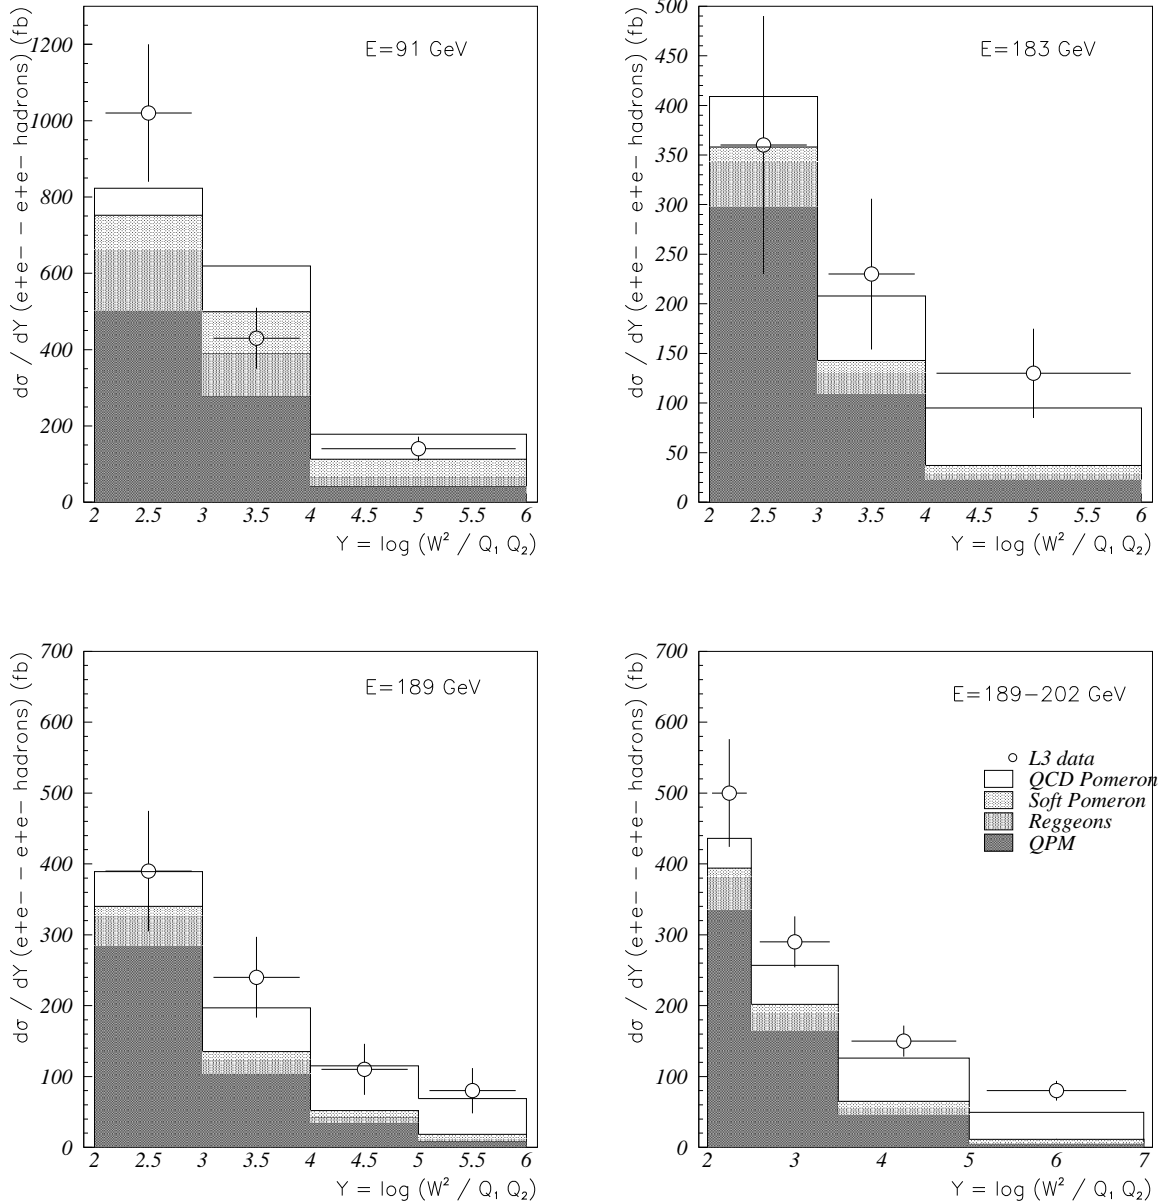 dσ / dY (e+e- - e+e- hadrons) (fb)
E=91 GeV
1200
1000
800
600
400
200
0
2 2.5 3 3.5 4 4.5 5 5.5 6
Y = log (W² / Q₁ Q₂)
dσ / dY (e+e- - e+e- hadrons) (fb)
E=183 GeV
500
450
400
350
300
250
200
150
100
50
0
2 2.5 3 3.5 4 4.5 5 5.5 6
Y = log (W² / Q₁ Q₂)
dσ / dY (e+e- - e+e- hadrons) (fb)
E=189 GeV
700
600
500
400
300
200
100
0
2 2.5 3 3.5 4 4.5 5 5.5 6
Y = log (W² / Q₁ Q₂)
dσ / dY (e+e- - e+e- hadrons) (fb)
E=189-202 GeV
L3 data
QCD Pomeron
Soft Pomeron
Reggeons
QPM
700
600
500
400
300
200
100
0
2 3 4 5 6 7
Y = log (W² / Q₁ Q₂)